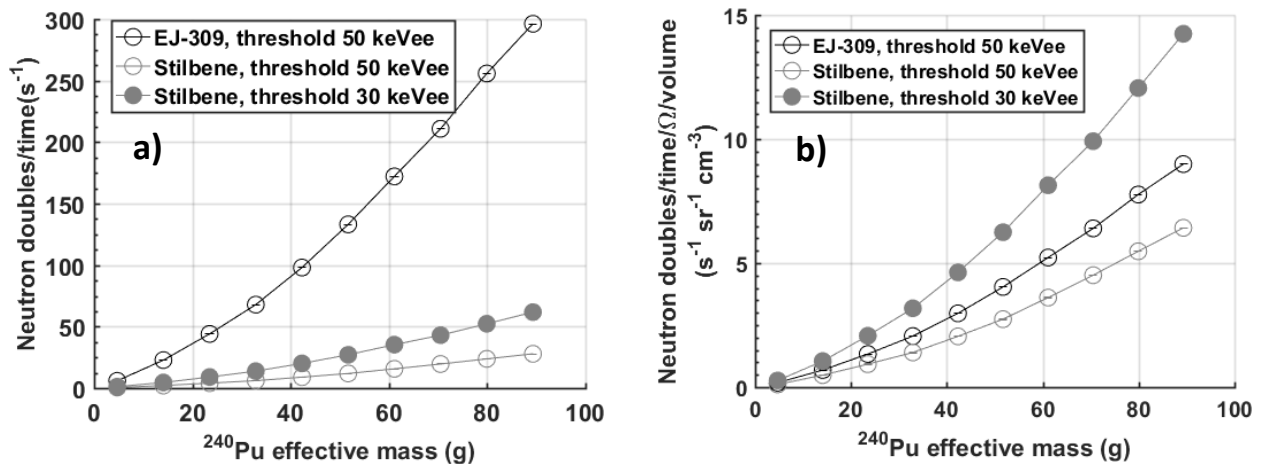 a)
EJ-309, threshold 50 keVee
Stilbene, threshold 50 keVee
Stilbene, threshold 30 keVee
Neutron doubles/time(s⁻¹)
300
250
200
150
100
50
0
0 20 40 60 80 100
²⁴⁰Pu effective mass (g)
b)
EJ-309, threshold 50 keVee
Stilbene, threshold 50 keVee
Stilbene, threshold 30 keVee
Neutron doubles/time/Ω/volume
(s⁻¹ sr⁻¹ cm⁻³)
15
10
5
0
0 20 40 60 80 100
²⁴⁰Pu effective mass (g)